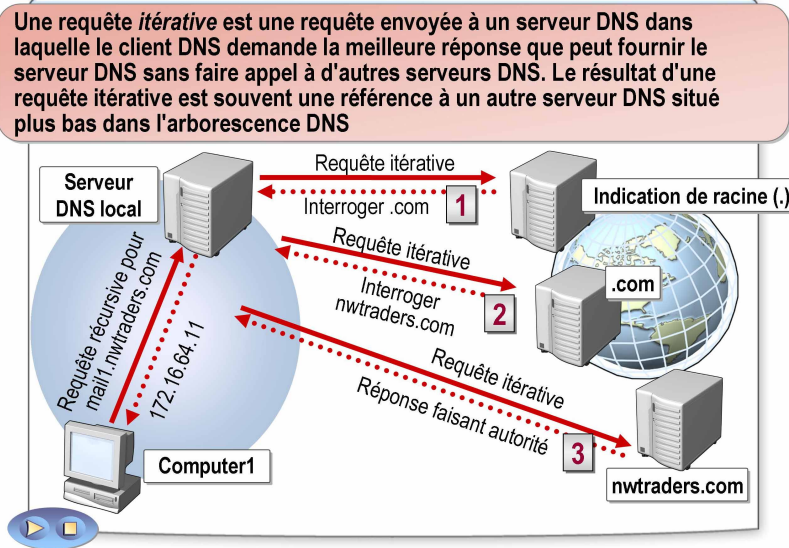 Une requête itérative est une requête envoyée à un serveur DNS dans
laquelle le client DNS demande la meilleure réponse que peut fournir le
serveur DNS sans faire appel à d'autres serveurs DNS. Le résultat d'une
requête itérative est souvent une référence à un autre serveur DNS situé
plus bas dans l'arborescence DNS
Serveur
DNS local
Requête itérative
Interroger .com
1
Indication de racine (.)
Requête itérative
Interroger
nwtraders.com
2
.com
Requête récursive pour
mail1.nwtraders.com
172.16.64.11
Requête itérative
Réponse faisant autorité
3
Computer1
nwtraders.com